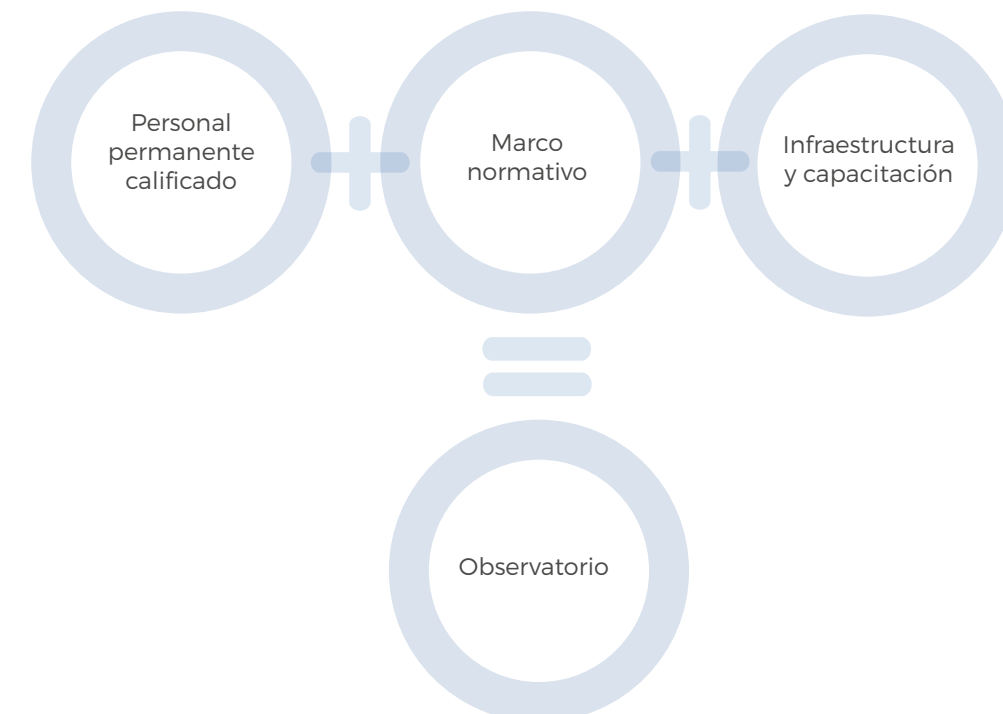 Personal
permanente
calificado
Marco
normativo
Infraestructura
y capacitación
Observatorio